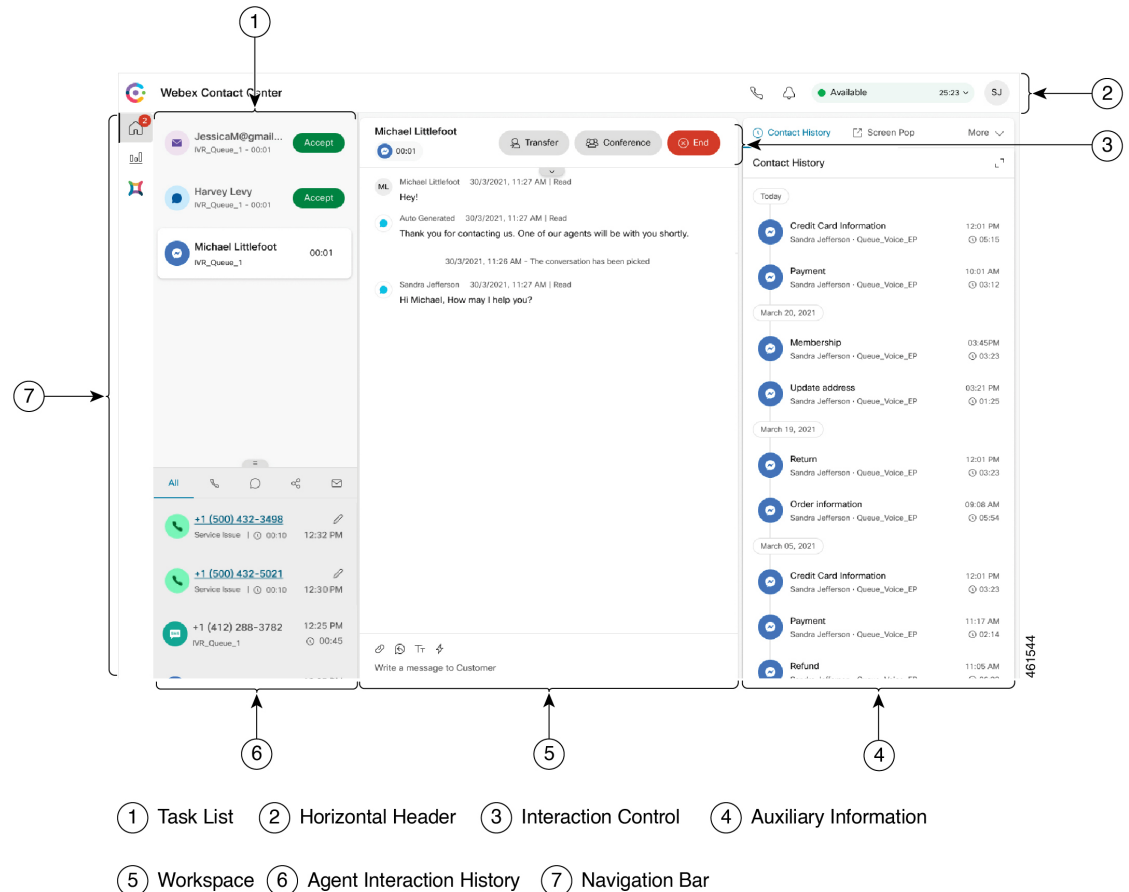 1
Webex Contact Center
Available 25:23 SJ
2
2
JessicaM@gmail...
IVR_Queue_1 - 00:01
Accept
Harvey Levy
IVR_Queue_1 - 00:01
Accept
Michael Littlefoot
IVR_Queue_1
00:01
Michael Littlefoot
00:01
Transfer
Conference
End
3
ML
Michael Littlefoot 30/3/2021, 11:27 AM | Read
Hey!
Auto Generated 30/3/2021, 11:27 AM | Read
Thank you for contacting us. One of our agents will be with you shortly.
30/3/2021, 11:26 AM - The conversation has been picked
Sandra Jefferson 30/3/2021, 11:27 AM | Read
Hi Michael, How may I help you?
Contact History Screen Pop More
Contact History
Today
Credit Card Information 12:01 PM
Sandra Jefferson · Queue_Voice_EP 05:15
Payment 10:01 AM
Sandra Jefferson · Queue_Voice_EP 03:12
March 20, 2021
Membership 03:45PM
Sandra Jefferson · Queue_Voice_EP 03:23
Update address 03:21 PM
Sandra Jefferson · Queue_Voice_EP 01:25
March 19, 2021
Return 12:01 PM
Sandra Jefferson · Queue_Voice_EP 03:23
Order information 09:08 AM
Sandra Jefferson · Queue_Voice_EP 05:54
March 05, 2021
Credit Card Information 12:01 PM
Sandra Jefferson · Queue_Voice_EP 03:23
Payment 11:17 AM
Sandra Jefferson · Queue_Voice_EP 02:14
Refund 11:05 AM
7
All
+1 (500) 432-3498
Service Issue | 00:10 12:32 PM
+1 (500) 432-5021
Service Issue | 00:10 12:30 PM
+1 (412) 288-3782 12:25 PM
IVR_Queue_1 00:45
Tт
Write a message to Customer
461544
6
5
4
1 Task List 2 Horizontal Header 3 Interaction Control 4 Auxiliary Information
5 Workspace 6 Agent Interaction History 7 Navigation Bar